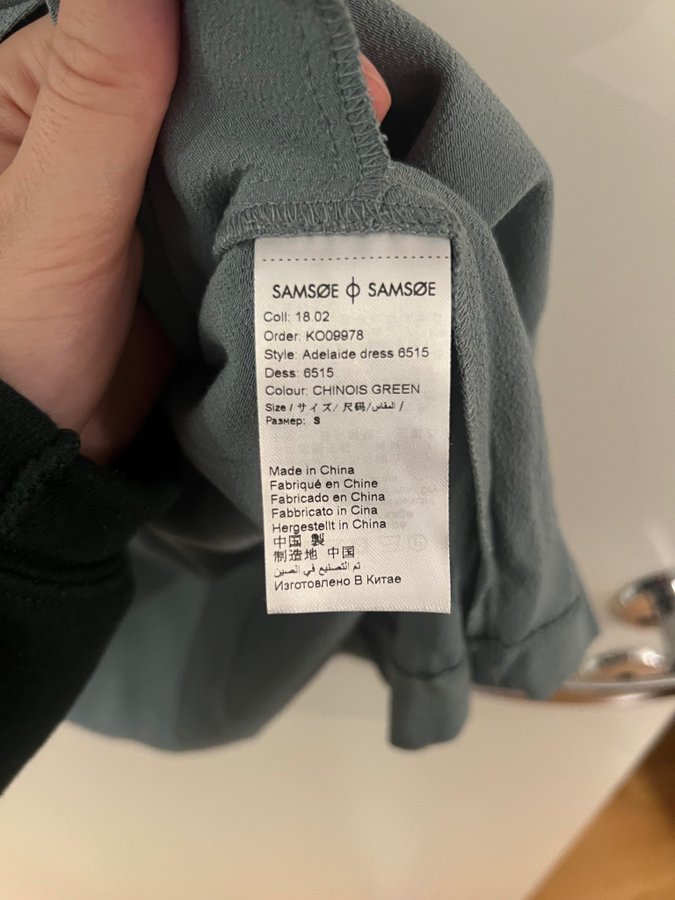 SAMSØE ϕ SAMSØE
Coll: 18.02
Order: KO09978
Style: Adelaide dress 6515
Dess: 6515
Colour: CHINOIS GREEN
Size / サイズ/ 尺码/المقاس /
Размер: S
Made in China
Fabriqué en Chine
Fabricado en China
Fabbricato in Cina
Hergestellt in China
中国 製
制造地 中国
تم التصنيع في الصين
Изготовлено В Китае